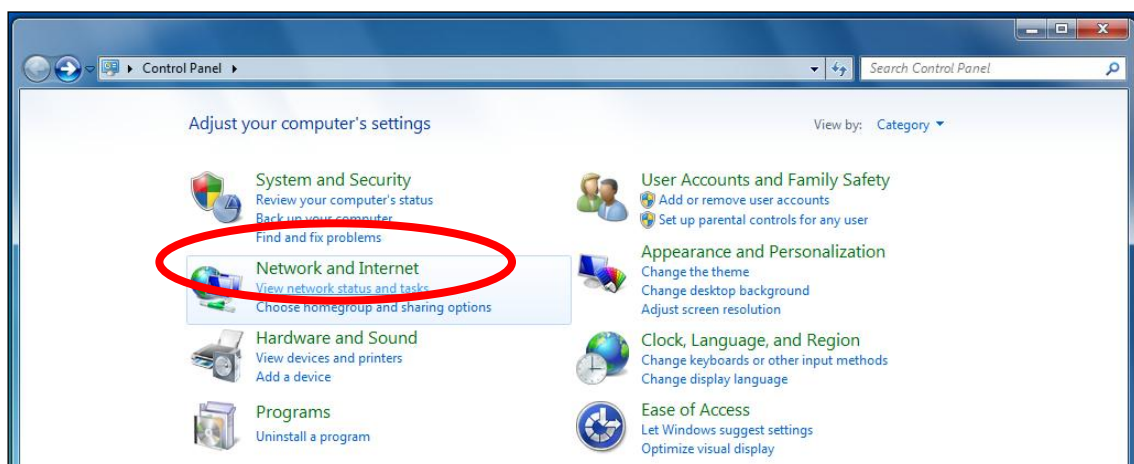 Control Panel
Search Control Panel
Adjust your computer's settings
View by: Category
System and Security
Review your computer's status
Back up your computer
Find and fix problems
Network and Internet
View network status and tasks
Choose homegroup and sharing options
Hardware and Sound
View devices and printers
Add a device
Programs
Uninstall a program
User Accounts and Family Safety
Add or remove user accounts
Set up parental controls for any user
Appearance and Personalization
Change the theme
Change desktop background
Adjust screen resolution
Clock, Language, and Region
Change keyboards or other input methods
Change display language
Ease of Access
Let Windows suggest settings
Optimize visual display